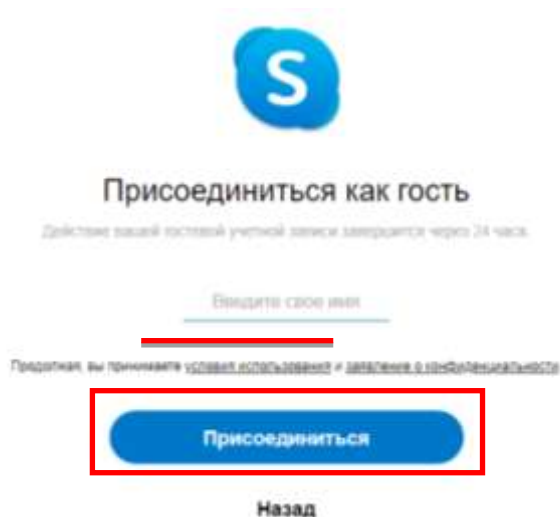 S
Присоединиться как гость
Действие вашей гостевой учетной записи завершится через 24 часа.
Введите свое имя
Продолжая, вы принимаете условия использования и заявление о конфиденциальности
Присоединиться
Назад